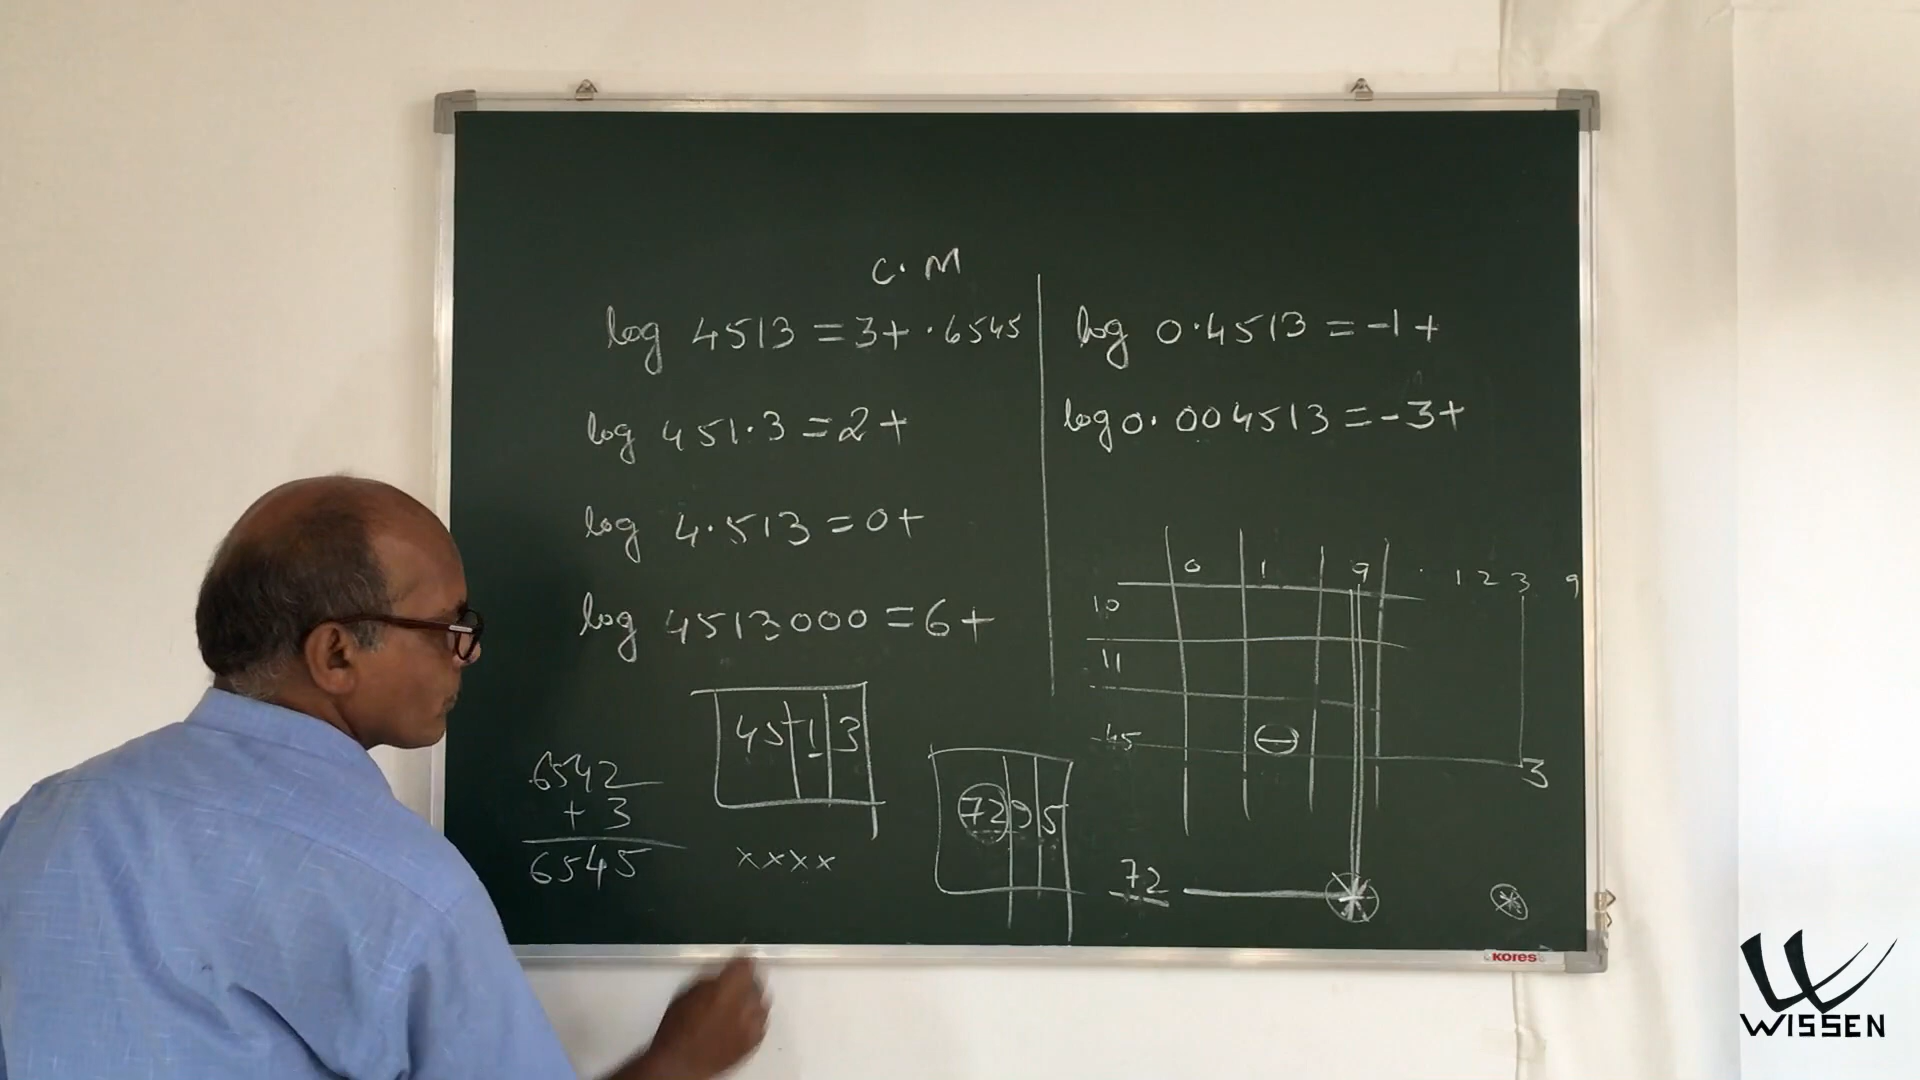 C. M
log 4513 = 3+ .6545
log 451.3 = 2+
log 4.513 = 0+
log 4513000 = 6+
log 0.4513 = -1+
log 0.004513 = -3+
0 1 9 1 2 3 9
10
11
45
3
45 1 3
.6542
+ 3
6545
xxxx
72 9 5
72
kores
WISSEN